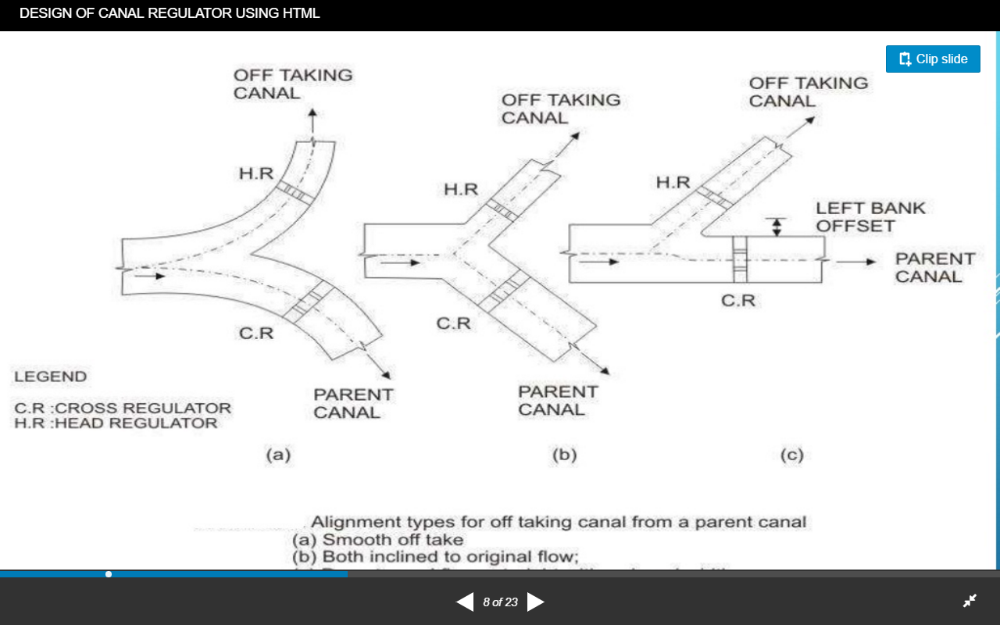 DESIGN OF CANAL REGULATOR USING HTML
Clip slide
OFF TAKING
CANAL
OFF TAKING
CANAL
OFF TAKING
CANAL
H.R
H.R
H.R
LEFT BANK
OFFSET
PARENT
CANAL
C.R
C.R
C.R
LEGEND
C.R :CROSS REGULATOR
H.R :HEAD REGULATOR
PARENT
CANAL
PARENT
CANAL
(a)
(b)
(c)
Alignment types for off taking canal from a parent canal
(a) Smooth off take
(b) Both inclined to original flow;
8 of 23